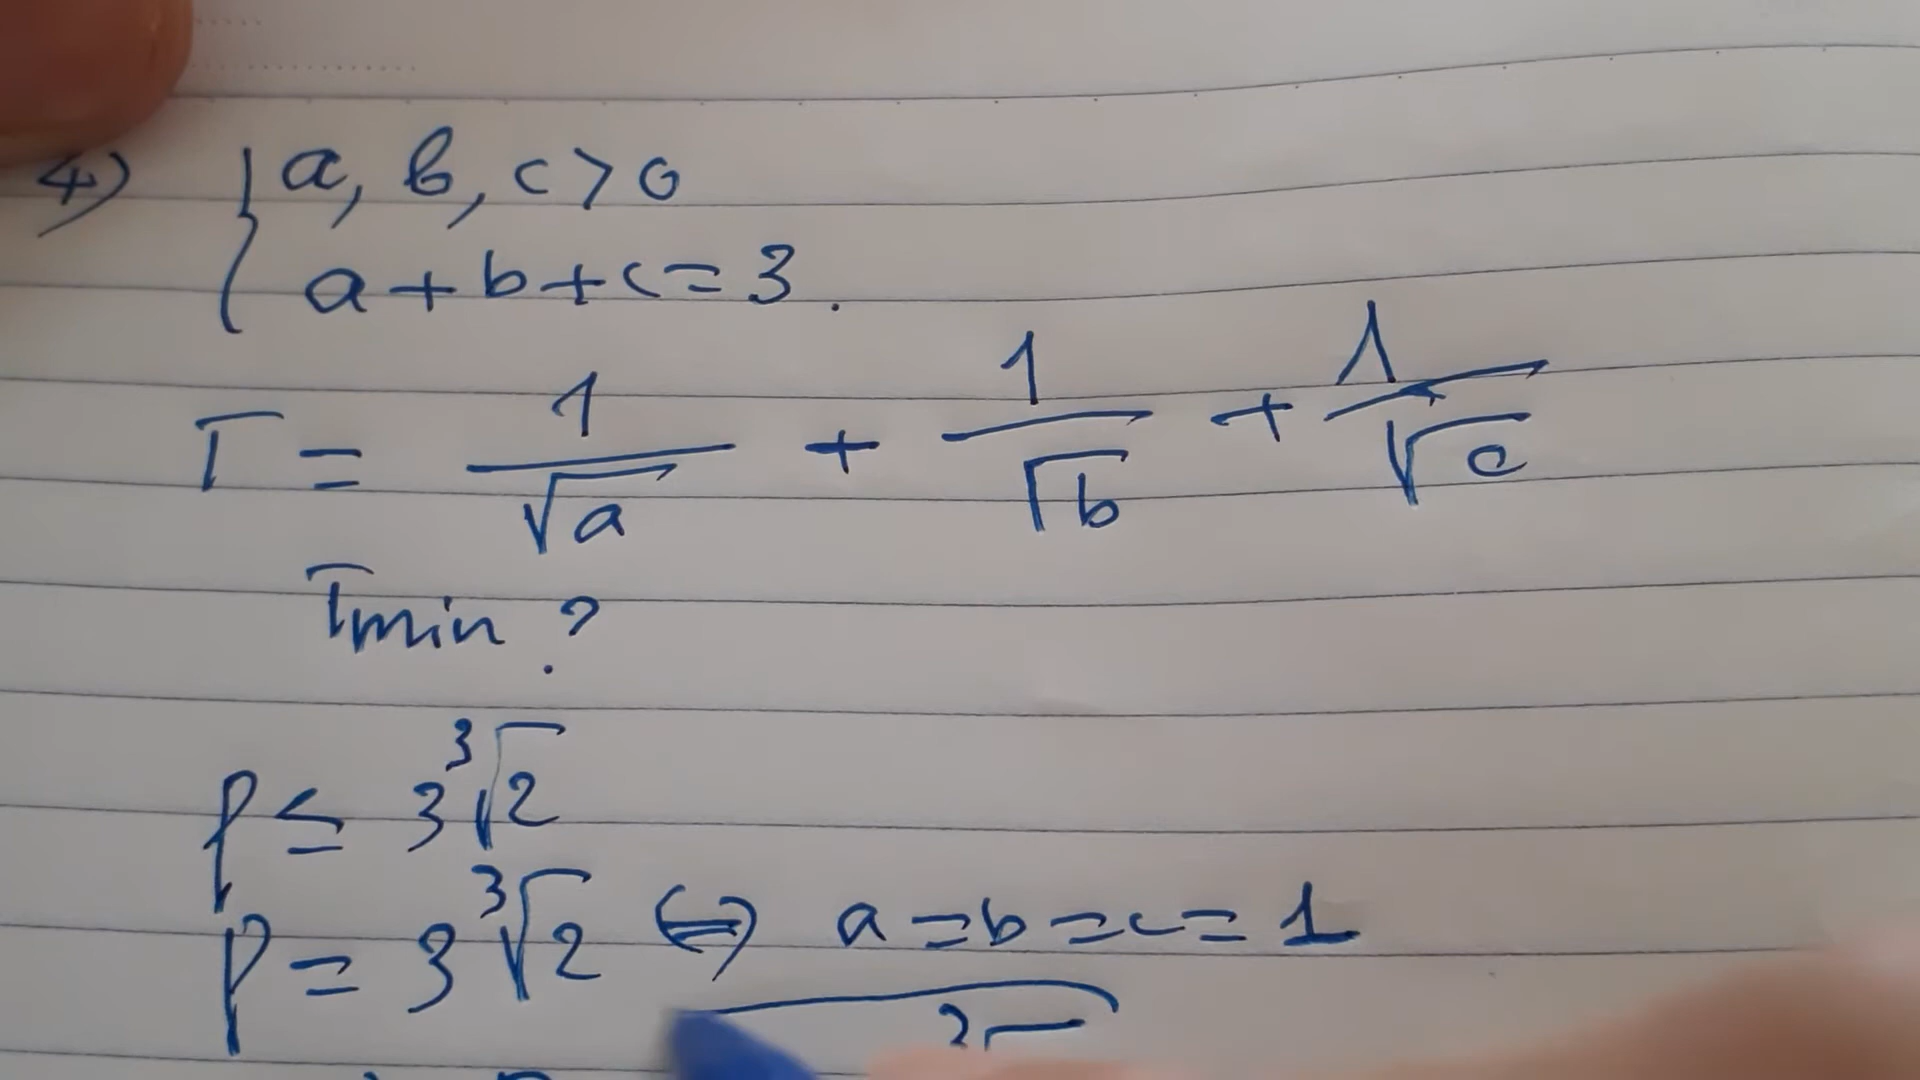 4) { a, b, c > 0
a + b + c = 3.
T = 1/√a + 1/√b + 1/√c
Tmin ?
P ≤ 3∛2
P = 3∛2 ⇔ a = b = c = 1